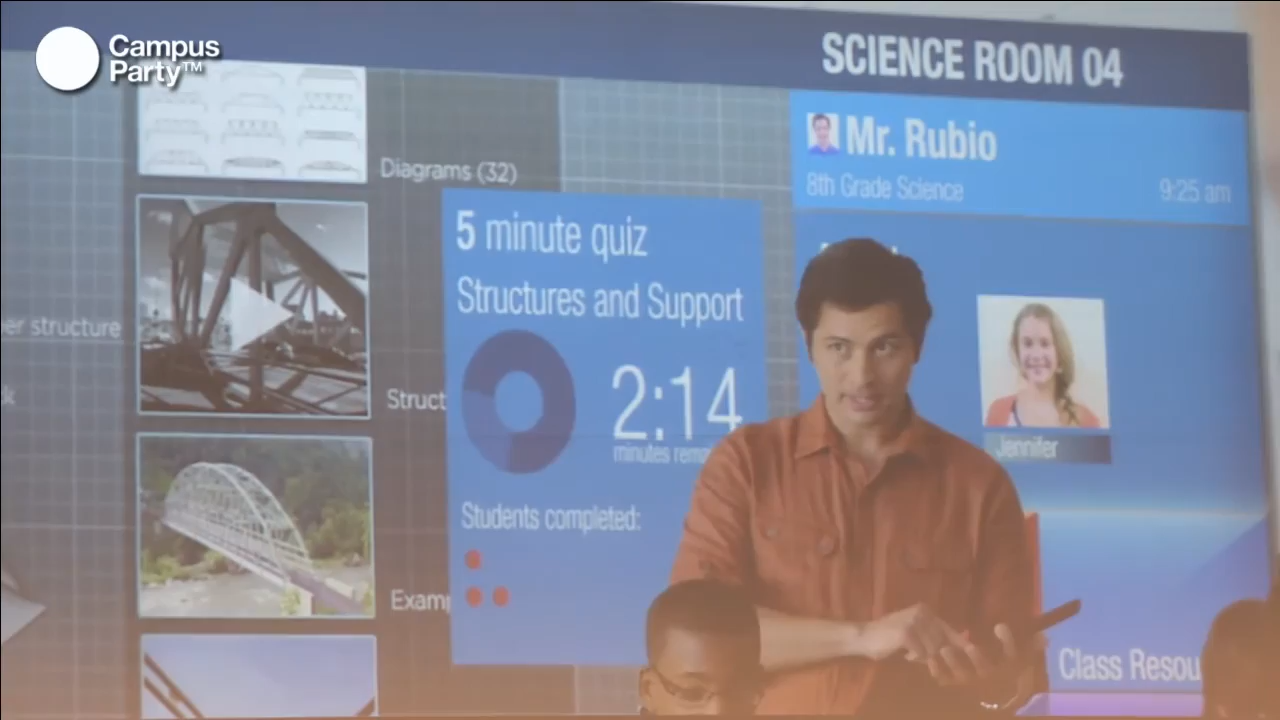 Campus
Party™
SCIENCE ROOM 04
Mr. Rubio
8th Grade Science
9:25 am
Diagrams (32)
5 minute quiz
Structures and Support
2:14
minutes
structure
Students completed:
Jennifer
Class